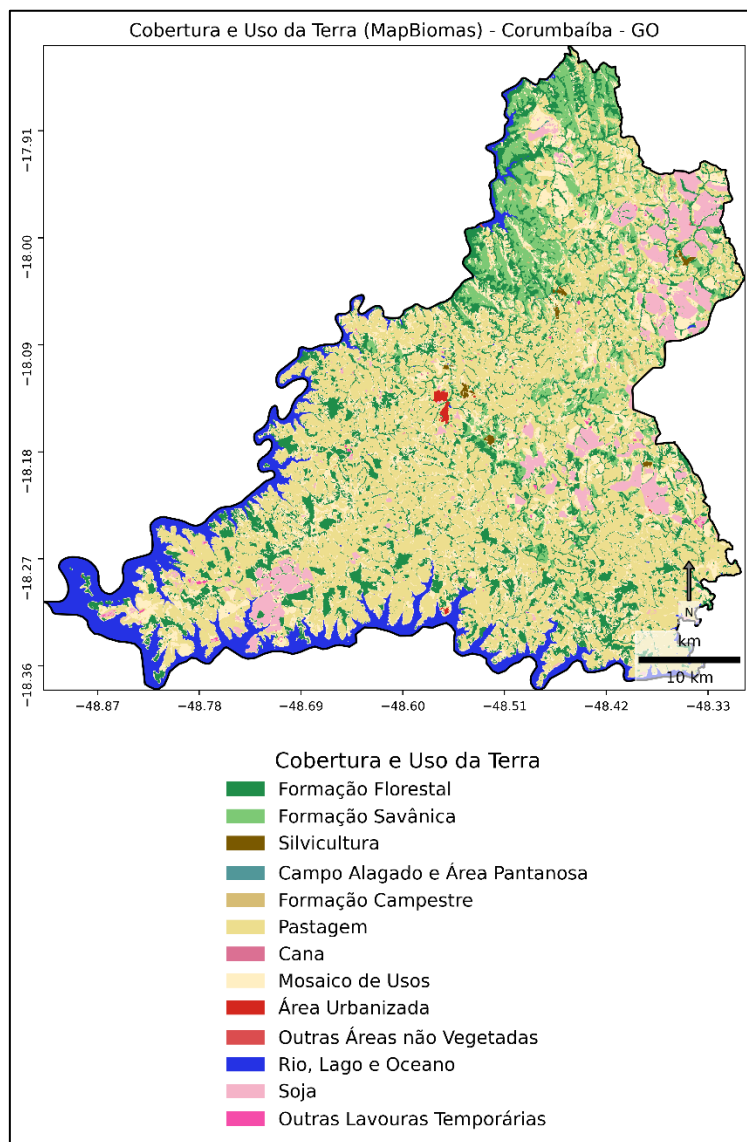 Cobertura e Uso da Terra (MapBiomas) - Corumbaíba - GO
−17.91
−18.00
−18.09
−18.18
−18.27
−18.36
N
km
10 km
−48.87 −48.78 −48.69 −48.60 −48.51 −48.42 −48.33
Cobertura e Uso da Terra
Formação Florestal
Formação Savânica
Silvicultura
Campo Alagado e Área Pantanosa
Formação Campestre
Pastagem
Cana
Mosaico de Usos
Área Urbanizada
Outras Áreas não Vegetadas
Rio, Lago e Oceano
Soja
Outras Lavouras Temporárias